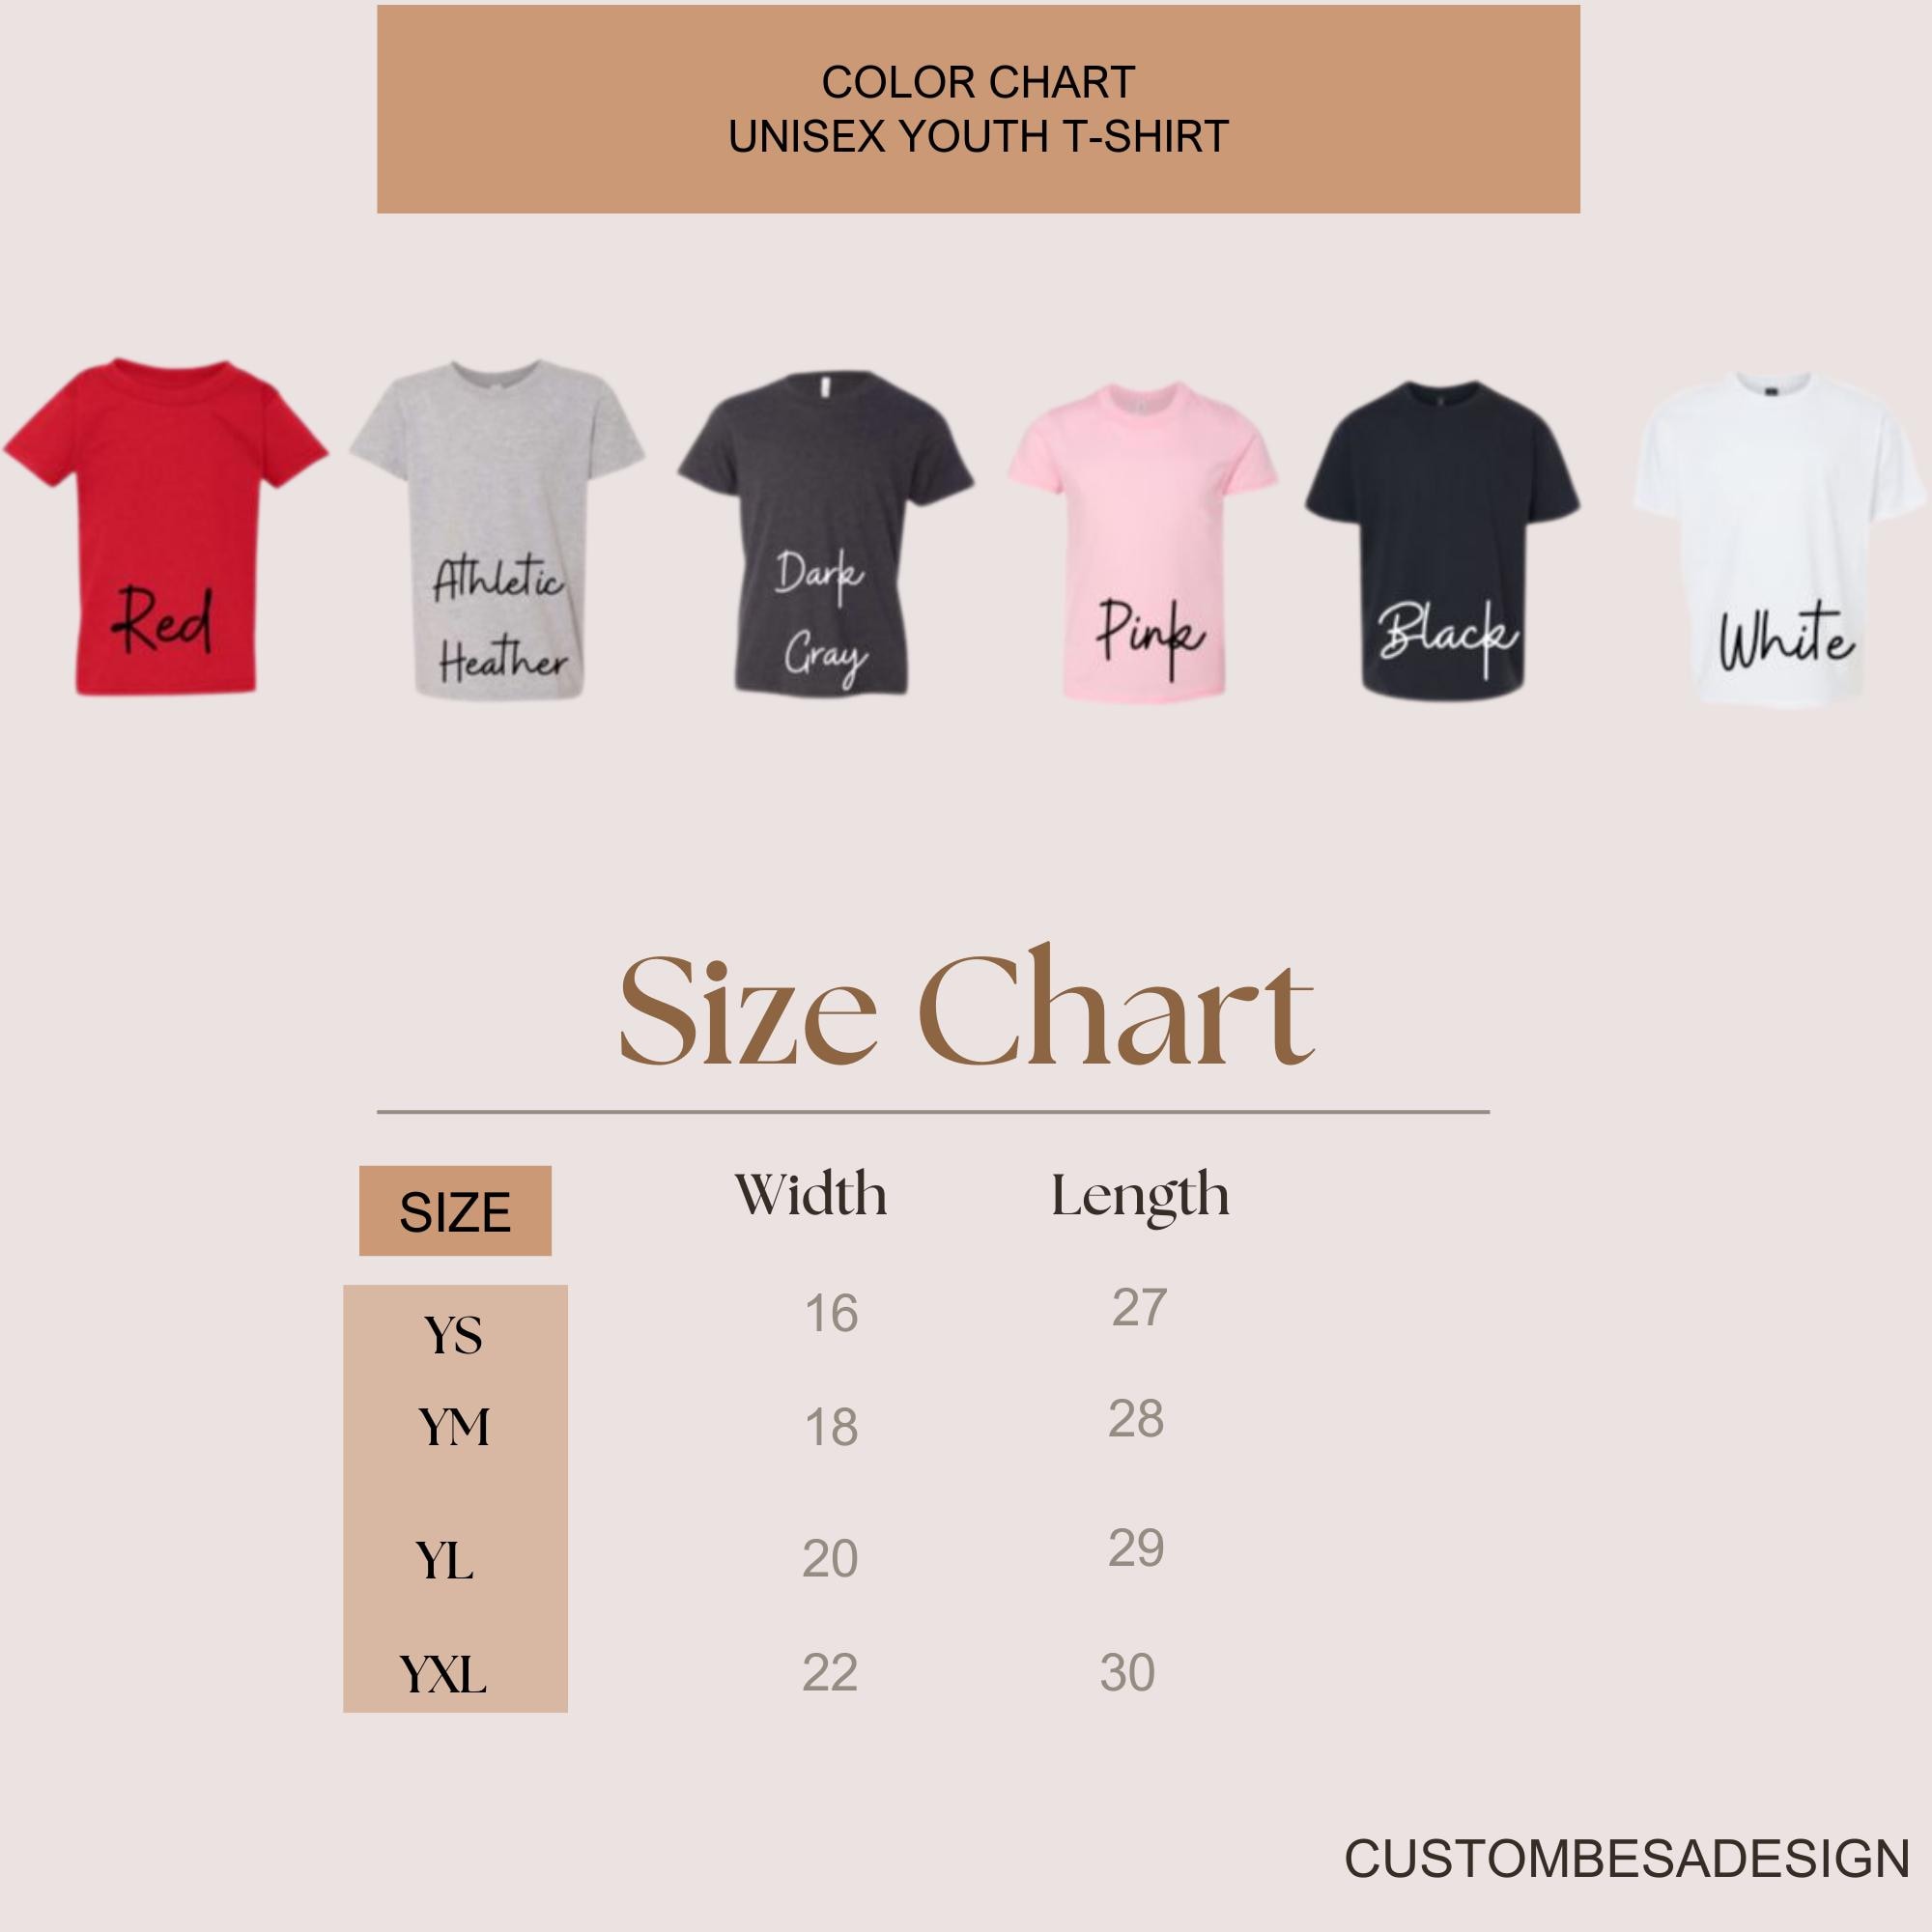 COLOR CHART
UNISEX YOUTH T-SHIRT
Red
Athletic
Heather
Dark
Gray
Pink
Black
White
Size Chart
SIZE Width Length
YS 16 27
YM 18 28
YL 20 29
YXL 22 30
CUSTOMBESADESIGN